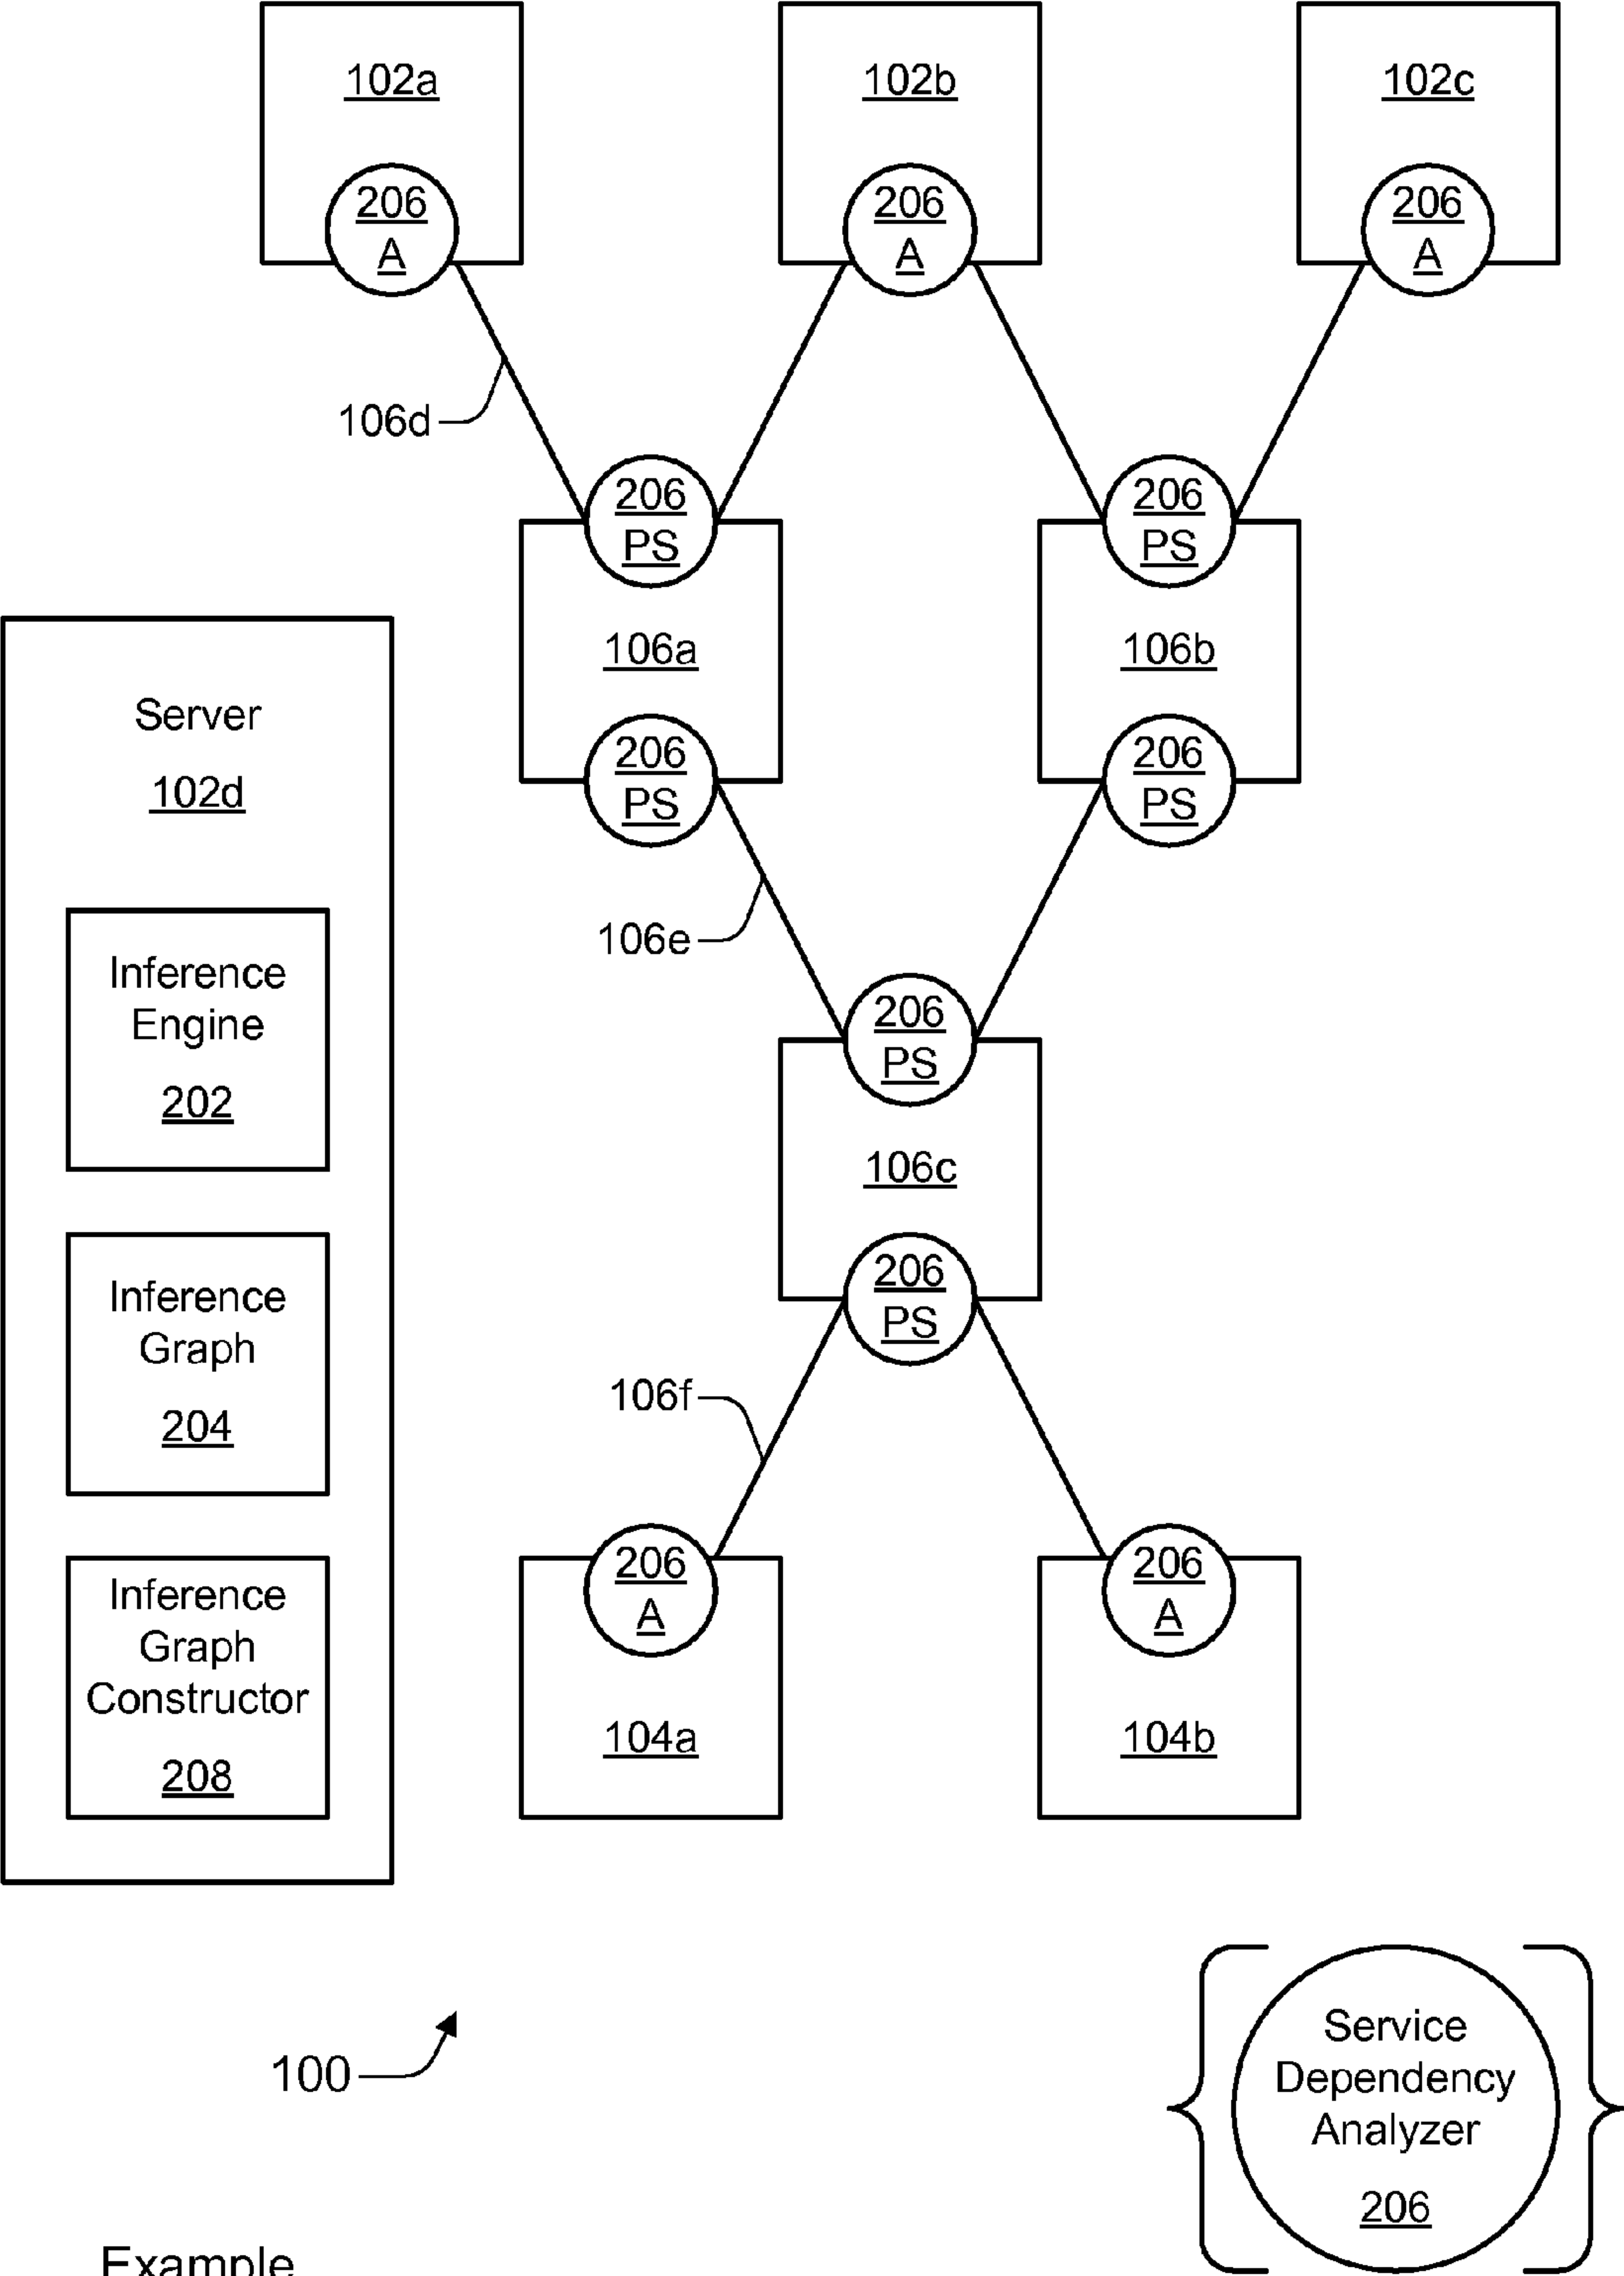 102a
102b
102c
206
A
206
A
206
A
106d
206
PS
206
PS
106a
106b
206
PS
206
PS
Server
102d
106e
Inference
Engine
202
206
PS
106c
206
PS
Inference
Graph
204
106f
206
A
206
A
Inference
Graph
Constructor
208
104a
104b
100
Service
Dependency
Analyzer
206
Example